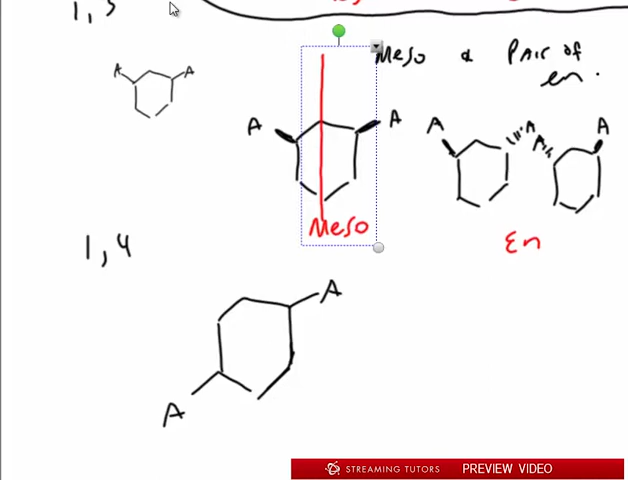 1, 3
Meso & Pair of
en.
A A
A A
A A A A
Meso
En
1, 4
A
A
STREAMING TUTORS PREVIEW VIDEO